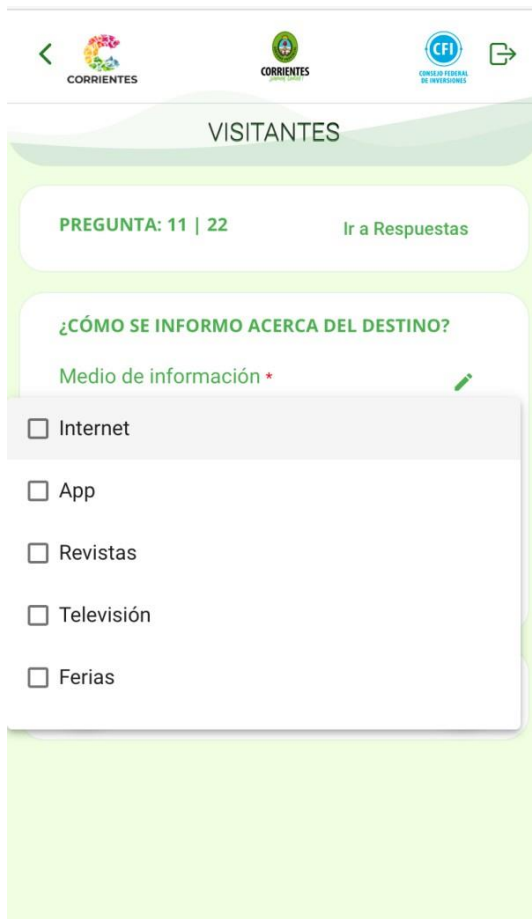 CORRIENTES
CORRIENTES
CFI
CONSEJO FEDERAL
DE INVERSIONES
VISITANTES
PREGUNTA: 11 | 22
Ir a Respuestas
¿CÓMO SE INFORMO ACERCA DEL DESTINO?
Medio de información *
Internet
App
Revistas
Televisión
Ferias